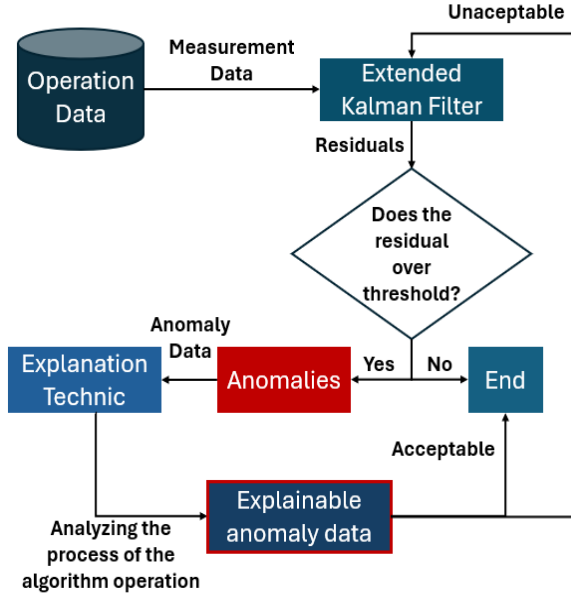 Unacceptable
Measurement
Data
Operation
Data
Extended
Kalman Filter
Residuals
Does the
residual
over
threshold?
Anomaly
Data
Yes
No
Explanation
Technic
Anomalies
End
Acceptable
Explainable
anomaly data
Analyzing the
process of the
algorithm operation